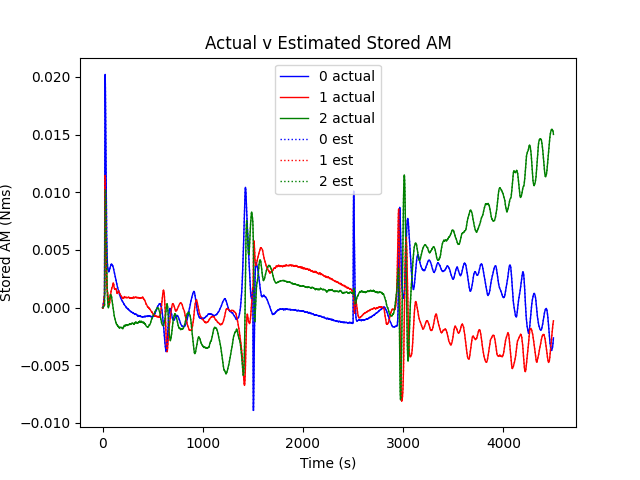 Actual v Estimated Stored AM
0 actual
1 actual
2 actual
0 est
1 est
2 est
0.020
0.015
0.010
0.005
0.000
−0.005
−0.010
Stored AM (Nms)
0 1000 2000 3000 4000
Time (s)